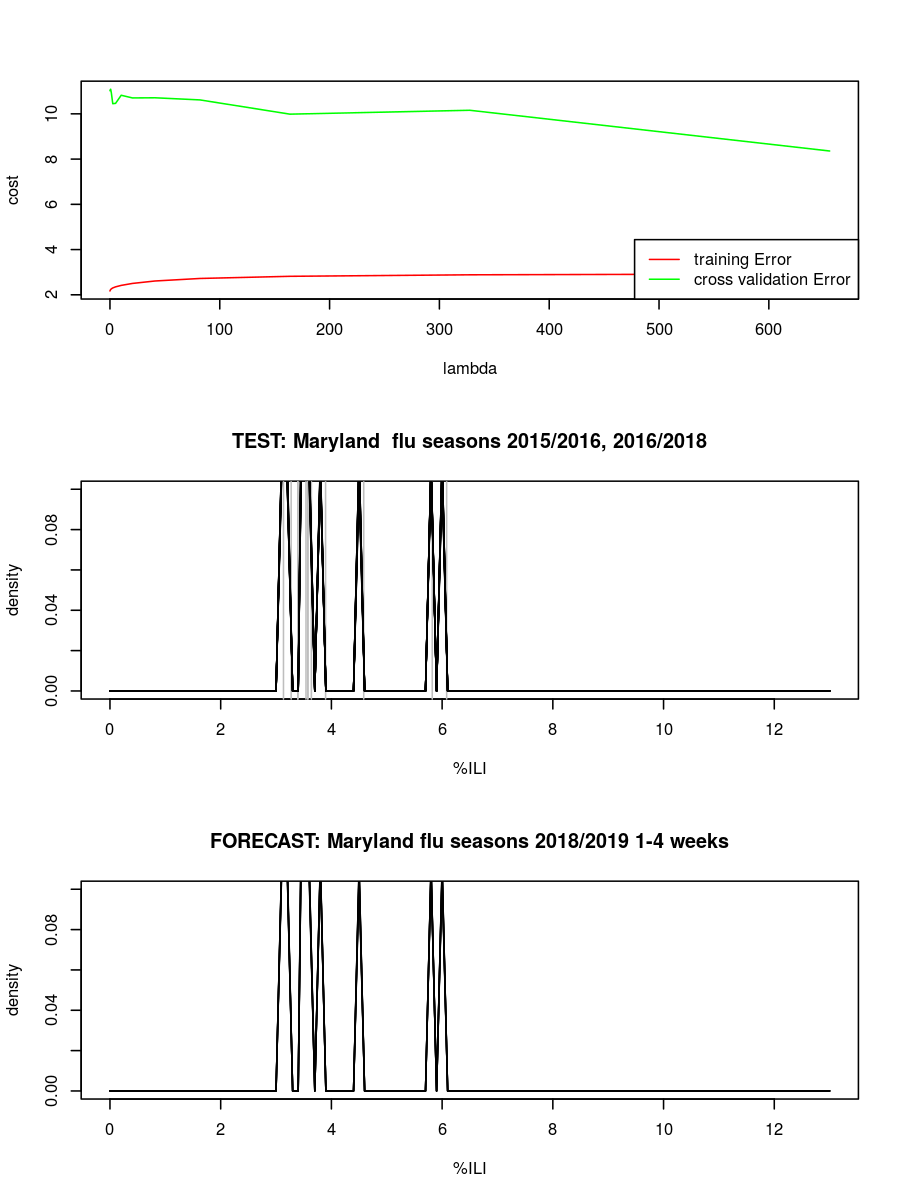 10
8
6
4
2
cost
training Error
cross validation Error
0 100 200 300 400 500 600
lambda
TEST: Maryland  flu seasons 2015/2016, 2016/2018
0.08
0.04
0.00
density
0 2 4 6 8 10 12
%ILI
FORECAST: Maryland flu seasons 2018/2019 1-4 weeks
0.08
0.04
0.00
density
0 2 4 6 8 10 12
%ILI